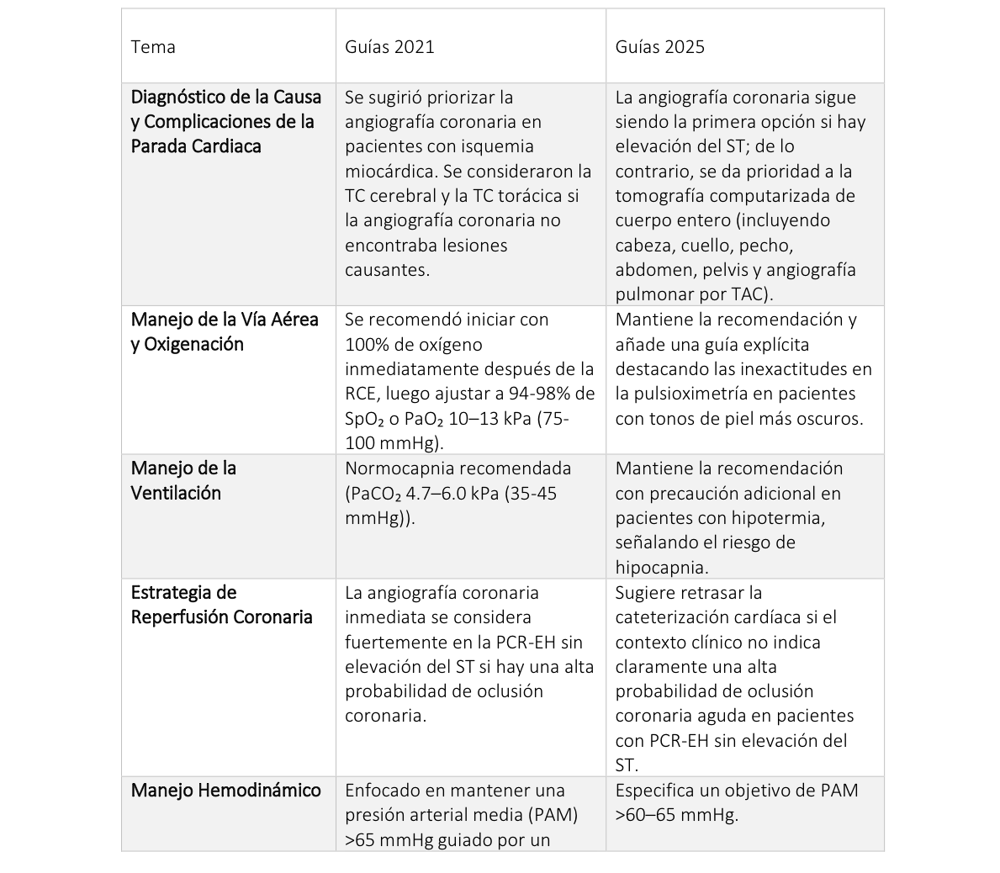 Tema
Guías 2021
Guías 2025
Diagnóstico de la Causa
y Complicaciones de la
Parada Cardiaca
Se sugirió priorizar la
angiografía coronaria en
pacientes con isquemia
miocárdica. Se consideraron la
TC cerebral y la TC torácica si
la angiografía coronaria no
encontraba lesiones
causantes.
La angiografía coronaria sigue
siendo la primera opción si hay
elevación del ST; de lo
contrario, se da prioridad a la
tomografía computarizada de
cuerpo entero (incluyendo
cabeza, cuello, pecho,
abdomen, pelvis y angiografía
pulmonar por TAC).
Manejo de la Vía Aérea
y Oxigenación
Se recomendó iniciar con
100% de oxígeno
inmediatamente después de la
RCE, luego ajustar a 94-98% de
SpO₂ o PaO₂ 10–13 kPa (75-
100 mmHg).
Mantiene la recomendación y
añade una guía explícita
destacando las inexactitudes en
la pulsioximetría en pacientes
con tonos de piel más oscuros.
Manejo de la
Ventilación
Normocapnia recomendada
(PaCO₂ 4.7–6.0 kPa (35-45
mmHg)).
Mantiene la recomendación
con precaución adicional en
pacientes con hipotermia,
señalando el riesgo de
hipocapnia.
Estrategia de
Reperfusión Coronaria
La angiografía coronaria
inmediata se considera
fuertemente en la PCR-EH sin
elevación del ST si hay una alta
probabilidad de oclusión
coronaria.
Sugiere retrasar la
cateterización cardíaca si el
contexto clínico no indica
claramente una alta
probabilidad de oclusión
coronaria aguda en pacientes
con PCR-EH sin elevación del
ST.
Manejo Hemodinámico
Enfocado en mantener una
presión arterial media (PAM)
>65 mmHg guiado por un
Especifica un objetivo de PAM
>60–65 mmHg.